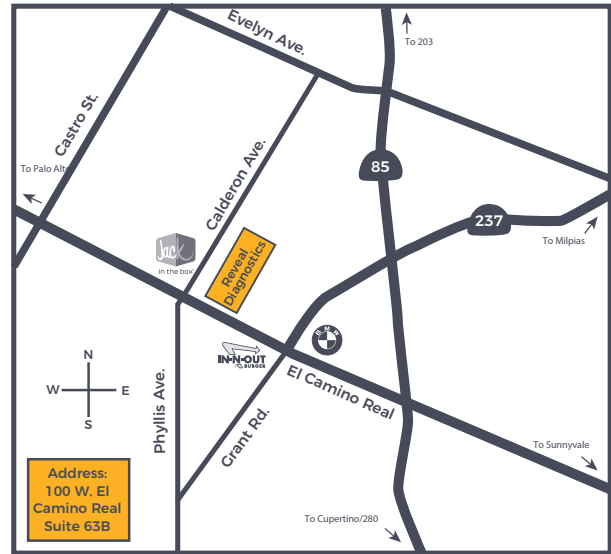 Evelyn Ave.
To 203
Castro St.
To Palo Alt
Calderon Ave.
85
237
To Milpias
Jack
in the box
Reveal
Diagnostics
BMW
IN-N-OUT
BURGER
El Camino Real
N
W
E
S
Phyllis Ave.
Grant Rd.
To Sunnyvale
Address:
100 W. El
Camino Real
Suite 63B
To Cupertino/280